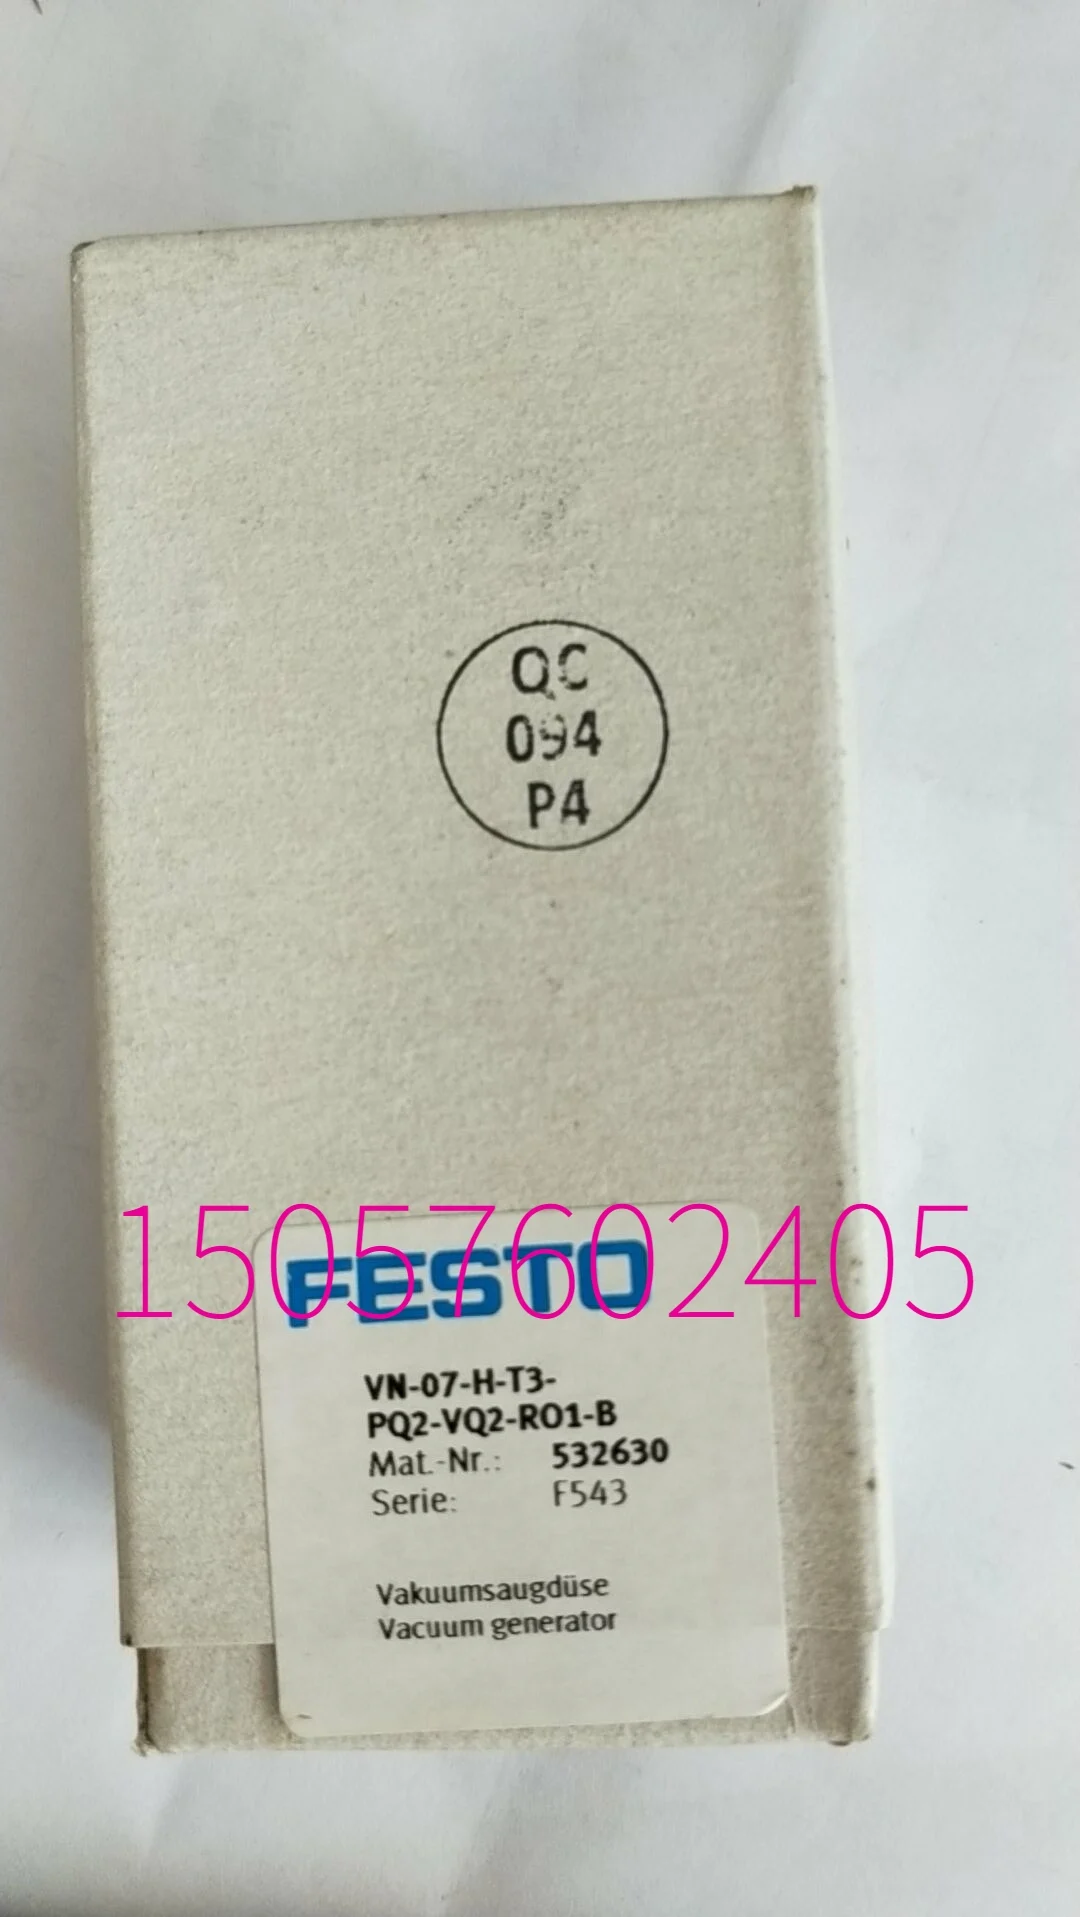 QC
094
P4
15057602405
FESTO
VN-07-H-T3-
PQ2-VQ2-RO1-B
Mat.-Nr.: 532630
Serie: F543
Vakuumsaugdüse
Vacuum generator